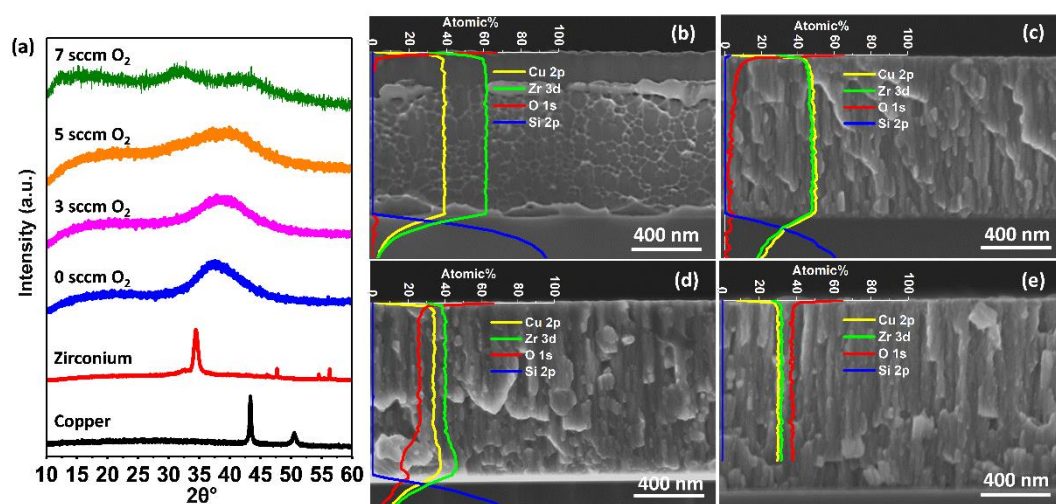 (a)
7 sccm O2
5 sccm O2
3 sccm O2
0 sccm O2
Zirconium
Copper
Intensity (a.u.)
10 15 20 25 30 35 40 45 50 55 60
2θ°
Atomic%
0 20 40 60 80 100
(b)
Cu 2p
Zr 3d
O 1s
Si 2p
400 nm
Atomic%
0 20 40 60 80 100
(c)
Cu 2p
Zr 3d
O 1s
Si 2p
400 nm
Atomic%
0 20 40 60 80 100
(d)
Cu 2p
Zr 3d
O 1s
Si 2p
400 nm
Atomic%
0 20 40 60 80 100
(e)
Cu 2p
Zr 3d
O 1s
Si 2p
400 nm